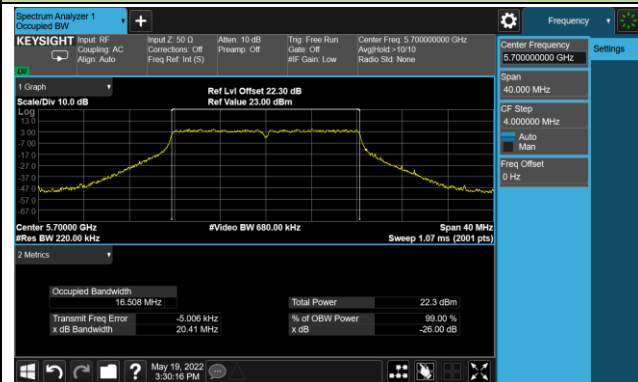 Spectrum Analyzer 1
Occupied BW
Frequency
KEYSIGHT
Input: RF
Coupling: AC
Align: Auto
Input Z: 50 Ω
Corrections: Off
Freq Ref: Int (S)
Atten: 10 dB
Preamp: Off
Trig: Free Run
Gate: Off
#IF Gain: Low
Center Freq: 5.700000000 GHz
Avg|Hold:>10/10
Radio Std: None
Center Frequency
5.700000000 GHz
Settings
Span
40.000 MHz
CF Step
4.000000 MHz
Auto
Man
Freq Offset
0 Hz
1 Graph
Scale/Div 10.0 dB
Ref Lvl Offset 22.30 dB
Ref Value 23.00 dBm
Log
13.0
3.00
-7.00
-17.0
-27.0
-37.0
-47.0
-57.0
-67.0
Center 5.70000 GHz
#Res BW 220.00 kHz
#Video BW 680.00 kHz
Span 40 MHz
Sweep 1.07 ms (2001 pts)
2 Metrics
Occupied Bandwidth
16.508 MHz
Total Power 22.3 dBm
Transmit Freq Error -5.006 kHz
% of OBW Power 99.00 %
x dB Bandwidth 20.41 MHz
x dB -26.00 dB
May 19, 2022
3:30:16 PM